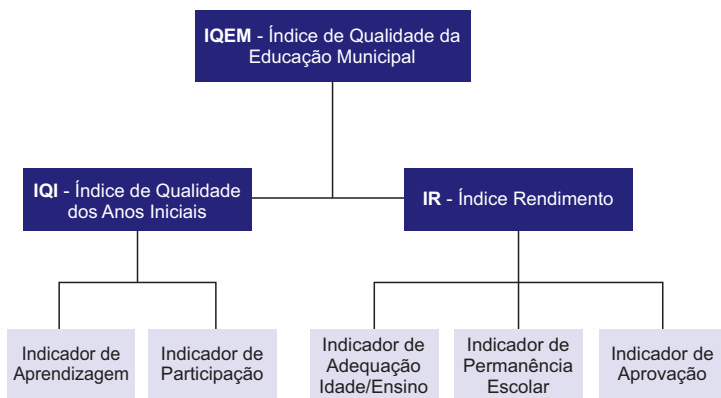 IQEM - Índice de Qualidade da
Educação Municipal
IQI - Índice de Qualidade
dos Anos Iniciais
IR - Índice Rendimento
Indicador de
Aprendizagem
Indicador de
Participação
Indicador de
Adequação
Idade/Ensino
Indicador de
Permanência
Escolar
Indicador de
Aprovação